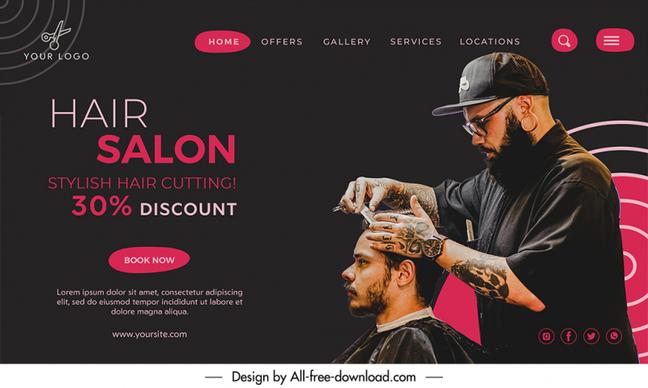 YOUR LOGO
HOME OFFERS GALLERY SERVICES LOCATIONS
HAIR
SALON
STYLISH HAIR CUTTING!
30% DISCOUNT
BOOK NOW
Lorem ipsum dolor sit amet, consectetur adipiscing
elit, sed do eiusmod tempor incididunt ut labore et
dolore magna aliqua.
www.yoursite.com
Design by All-free-download.com